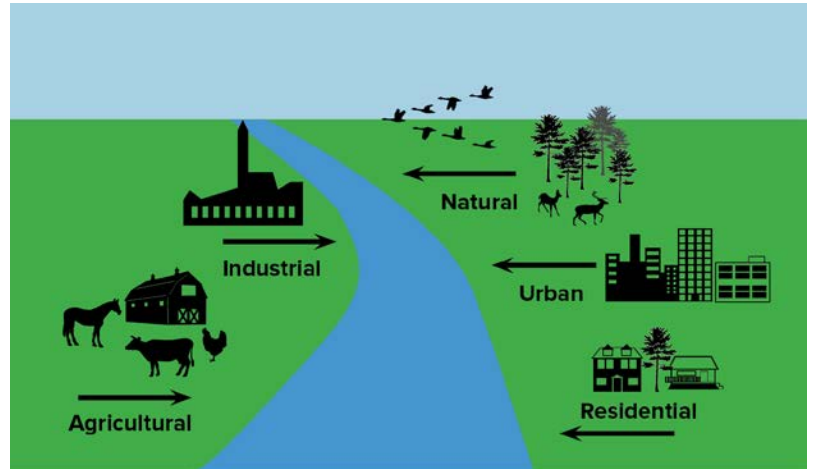 Natural
Industrial
Urban
Agricultural
Residential